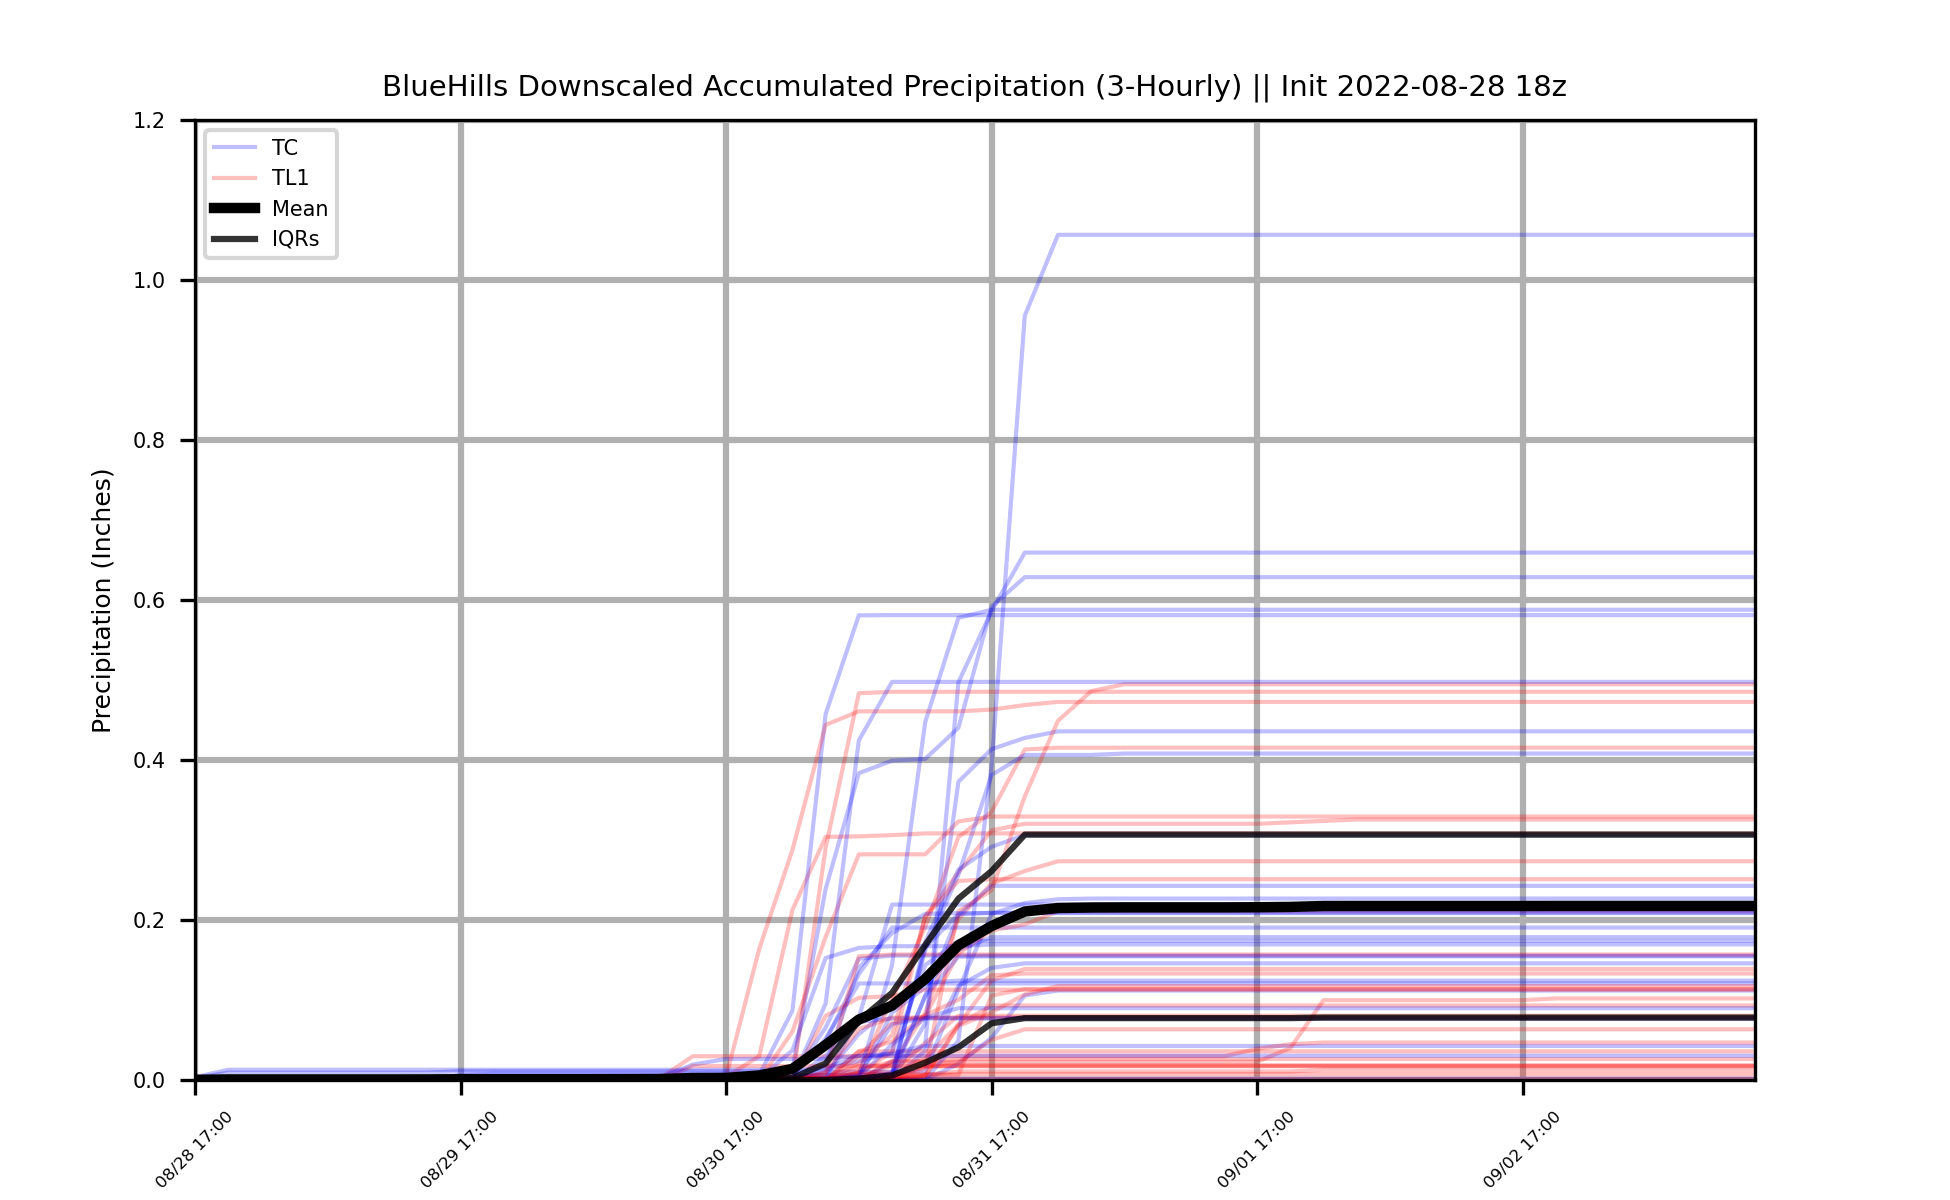 BlueHills Downscaled Accumulated Precipitation (3-Hourly) || Init 2022-08-28 18z
TC
TL1
Mean
IQRs
Precipitation (Inches)
1.2
1.0
0.8
0.6
0.4
0.2
0.0
08/28 17:00
08/29 17:00
08/30 17:00
08/31 17:00
09/01 17:00
09/02 17:00